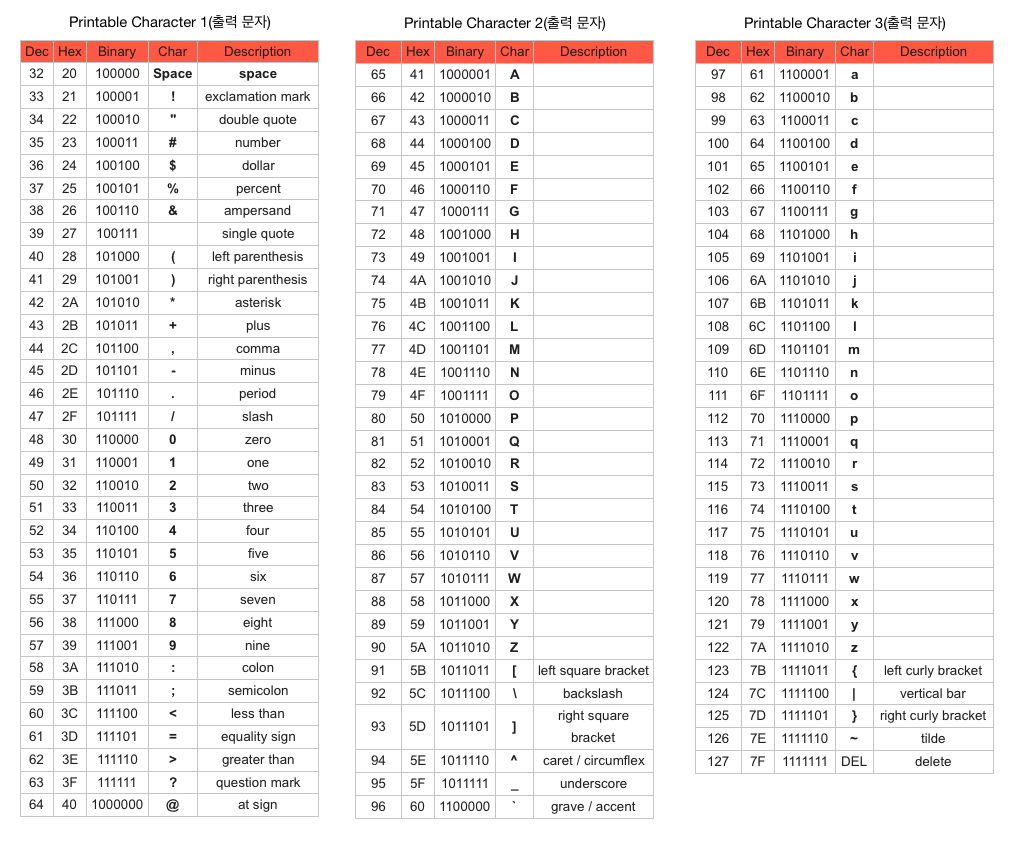 Printable Character 1(출력 문자)
Dec Hex Binary Char Description
32 20 100000 Space space
33 21 100001 ! exclamation mark
34 22 100010 " double quote
35 23 100011 # number
36 24 100100 $ dollar
37 25 100101 % percent
38 26 100110 & ampersand
39 27 100111 single quote
40 28 101000 ( left parenthesis
41 29 101001 ) right parenthesis
42 2A 101010 * asterisk
43 2B 101011 + plus
44 2C 101100 , comma
45 2D 101101 - minus
46 2E 101110 . period
47 2F 101111 / slash
48 30 110000 0 zero
49 31 110001 1 one
50 32 110010 2 two
51 33 110011 3 three
52 34 110100 4 four
53 35 110101 5 five
54 36 110110 6 six
55 37 110111 7 seven
56 38 111000 8 eight
57 39 111001 9 nine
58 3A 111010 : colon
59 3B 111011 ; semicolon
60 3C 111100 < less than
61 3D 111101 = equality sign
62 3E 111110 > greater than
63 3F 111111 ? question mark
64 40 1000000 @ at sign
Printable Character 2(출력 문자)
Dec Hex Binary Char Description
65 41 1000001 A
66 42 1000010 B
67 43 1000011 C
68 44 1000100 D
69 45 1000101 E
70 46 1000110 F
71 47 1000111 G
72 48 1001000 H
73 49 1001001 I
74 4A 1001010 J
75 4B 1001011 K
76 4C 1001100 L
77 4D 1001101 M
78 4E 1001110 N
79 4F 1001111 O
80 50 1010000 P
81 51 1010001 Q
82 52 1010010 R
83 53 1010011 S
84 54 1010100 T
85 55 1010101 U
86 56 1010110 V
87 57 1010111 W
88 58 1011000 X
89 59 1011001 Y
90 5A 1011010 Z
91 5B 1011011 [ left square bracket
92 5C 1011100 \ backslash
93 5D 1011101 ] right square
bracket
94 5E 1011110 ^ caret / circumflex
95 5F 1011111 _ underscore
96 60 1100000 ` grave / accent
Printable Character 3(출력 문자)
Dec Hex Binary Char Description
97 61 1100001 a
98 62 1100010 b
99 63 1100011 c
100 64 1100100 d
101 65 1100101 e
102 66 1100110 f
103 67 1100111 g
104 68 1101000 h
105 69 1101001 i
106 6A 1101010 j
107 6B 1101011 k
108 6C 1101100 l
109 6D 1101101 m
110 6E 1101110 n
111 6F 1101111 o
112 70 1110000 p
113 71 1110001 q
114 72 1110010 r
115 73 1110011 s
116 74 1110100 t
117 75 1110101 u
118 76 1110110 v
119 77 1110111 w
120 78 1111000 x
121 79 1111001 y
122 7A 1111010 z
123 7B 1111011 { left curly bracket
124 7C 1111100 | vertical bar
125 7D 1111101 } right curly bracket
126 7E 1111110 ~ tilde
127 7F 1111111 DEL delete